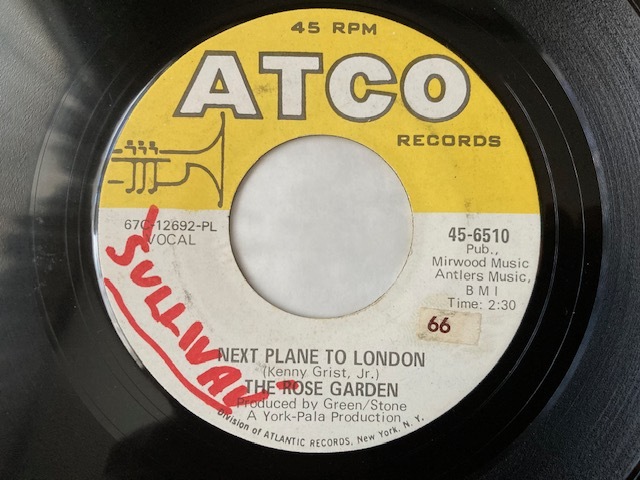 45 RPM
ATCO
RECORDS
67C-12692-PL
VOCAL
45-6510
Pub.,
Mirwood Music
Antlers Music,
BMI
Time: 2:30
66
SULLIVAN
NEXT PLANE TO LONDON
(Kenny Grist, Jr.)
THE ROSE GARDEN
Produced by Green/Stone
A York-Pala Production
Division of ATLANTIC RECORDS, New York, N. Y.